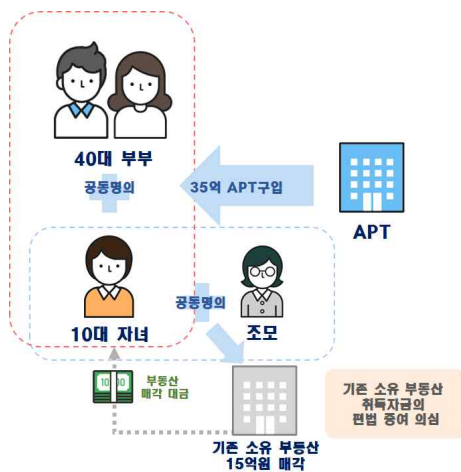 40대 부부
공동명의
35억 APT구입
APT
10대 자녀
공동명의
조모
10
00
부동산
매각 대금
기존 소유 부동산
15억원 매각
기존 소유 부동산
취득자금의
편법 증여 의심